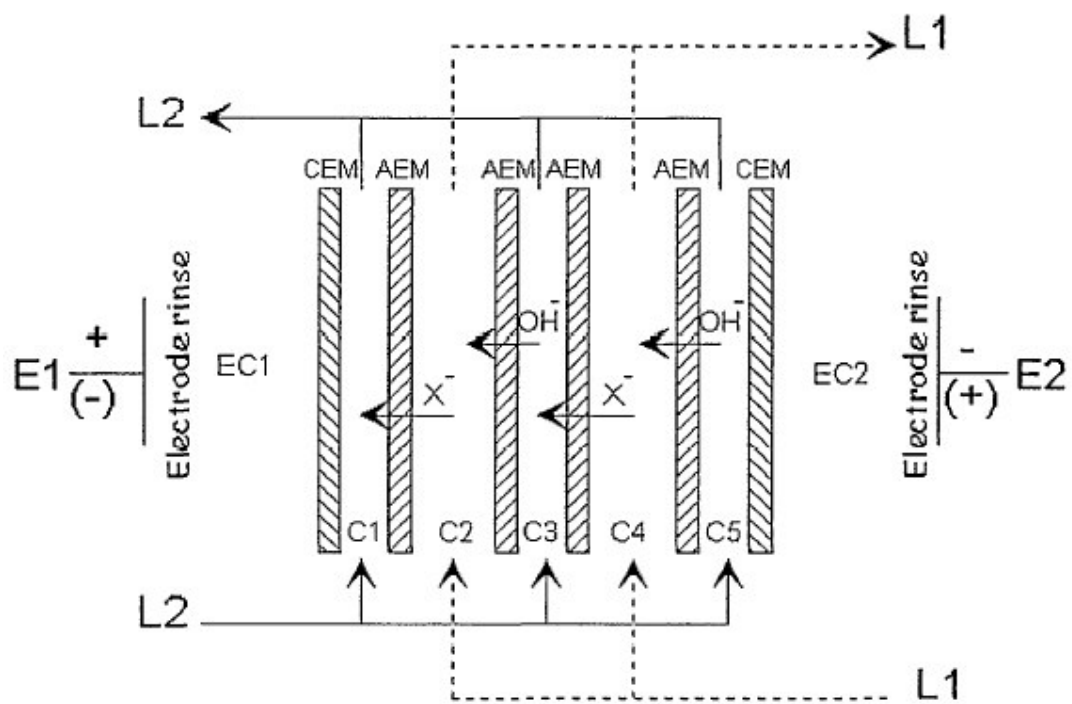 L1
L2
CEM AEM AEM AEM AEM CEM
OH⁻ OH⁻
+ Electrode rinse EC1 EC2 Electrode rinse -
E1 E2
(-) (+)
X⁻ X⁻
C1 C2 C3 C4 C5
L2
L1